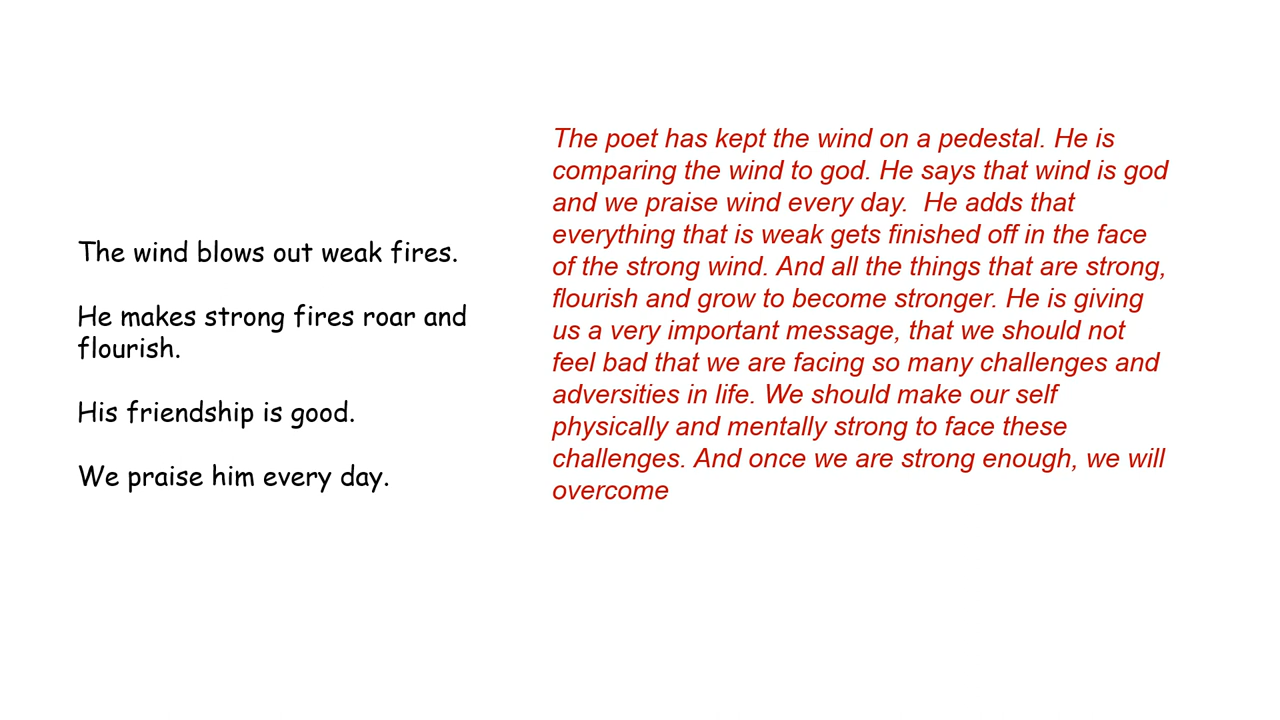 The wind blows out weak fires.
He makes strong fires roar and
flourish.
His friendship is good.
We praise him every day.
The poet has kept the wind on a pedestal. He is
comparing the wind to god. He says that wind is god
and we praise wind every day.  He adds that
everything that is weak gets finished off in the face
of the strong wind. And all the things that are strong,
flourish and grow to become stronger. He is giving
us a very important message, that we should not
feel bad that we are facing so many challenges and
adversities in life. We should make our self
physically and mentally strong to face these
challenges. And once we are strong enough, we will
overcome